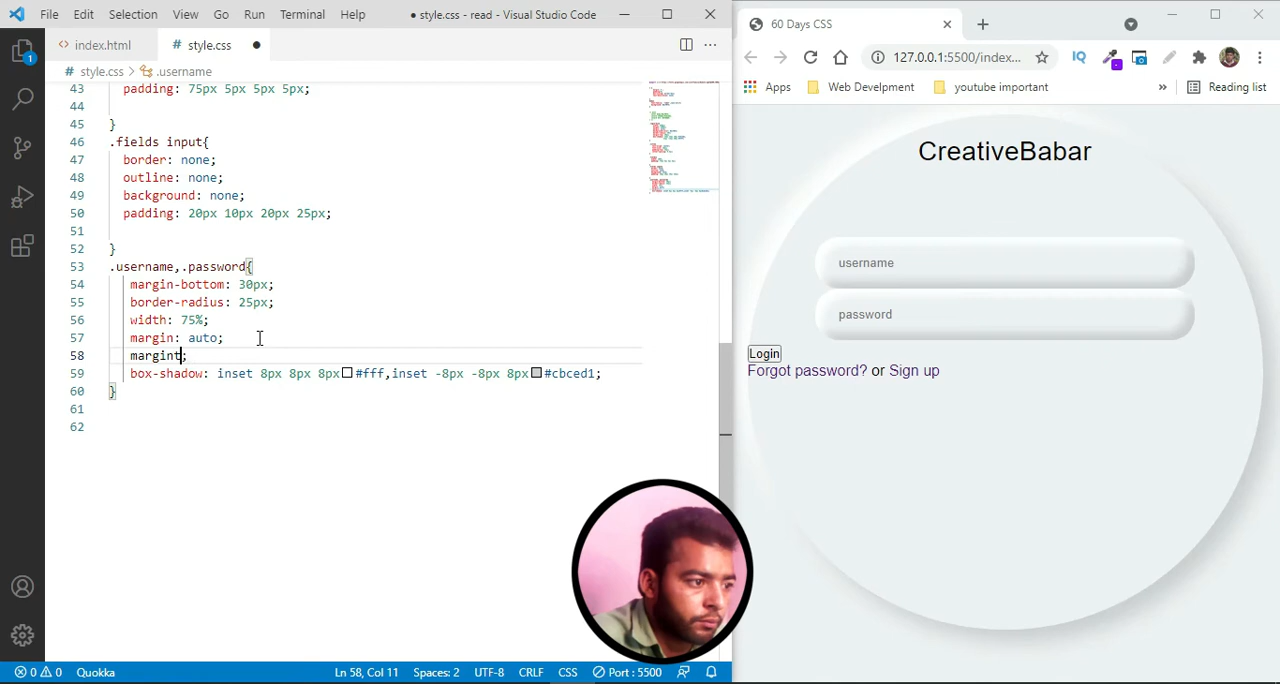 File Edit Selection View Go Run Terminal Help ● style.css - read - Visual Studio Code
<> index.html # style.css ●
# style.css > .username
43 padding: 75px 5px 5px 5px;
44
45 }
46 .fields input{
47 border: none;
48 outline: none;
49 background: none;
50 padding: 20px 10px 20px 25px;
51
52 }
53 .username,.password{
54 margin-bottom: 30px;
55 border-radius: 25px;
56 width: 75%;
57 margin: auto;
58 margint;
59 box-shadow: inset 8px 8px 8px #fff,inset -8px -8px 8px #cbced1;
60 }
61
62
1
0 0 Quokka Ln 58, Col 11 Spaces: 2 UTF-8 CRLF CSS Port : 5500
60 Days CSS
127.0.0.1:5500/index...
IQ
Apps Web Develpment youtube important » Reading list
CreativeBabar
username
password
Login
Forgot password? or Sign up